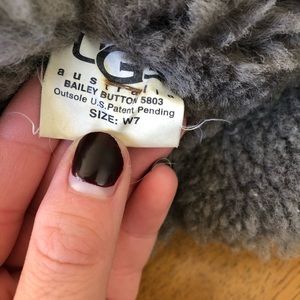 UGG
australia
BAILEY BUTTON 5803
Outsole U.S. Patent Pending
SIZE: W7